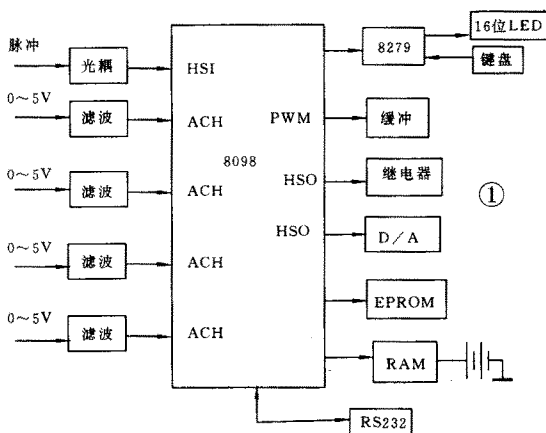 脉冲
光耦
0～5V
滤波
0～5V
滤波
0～5V
滤波
0～5V
滤波
HSI
ACH
ACH
ACH
ACH
8098
PWM
HSO
HSO
8279
16位LED
键盘
缓冲
继电器
D/A
EPROM
RAM
RS232
①